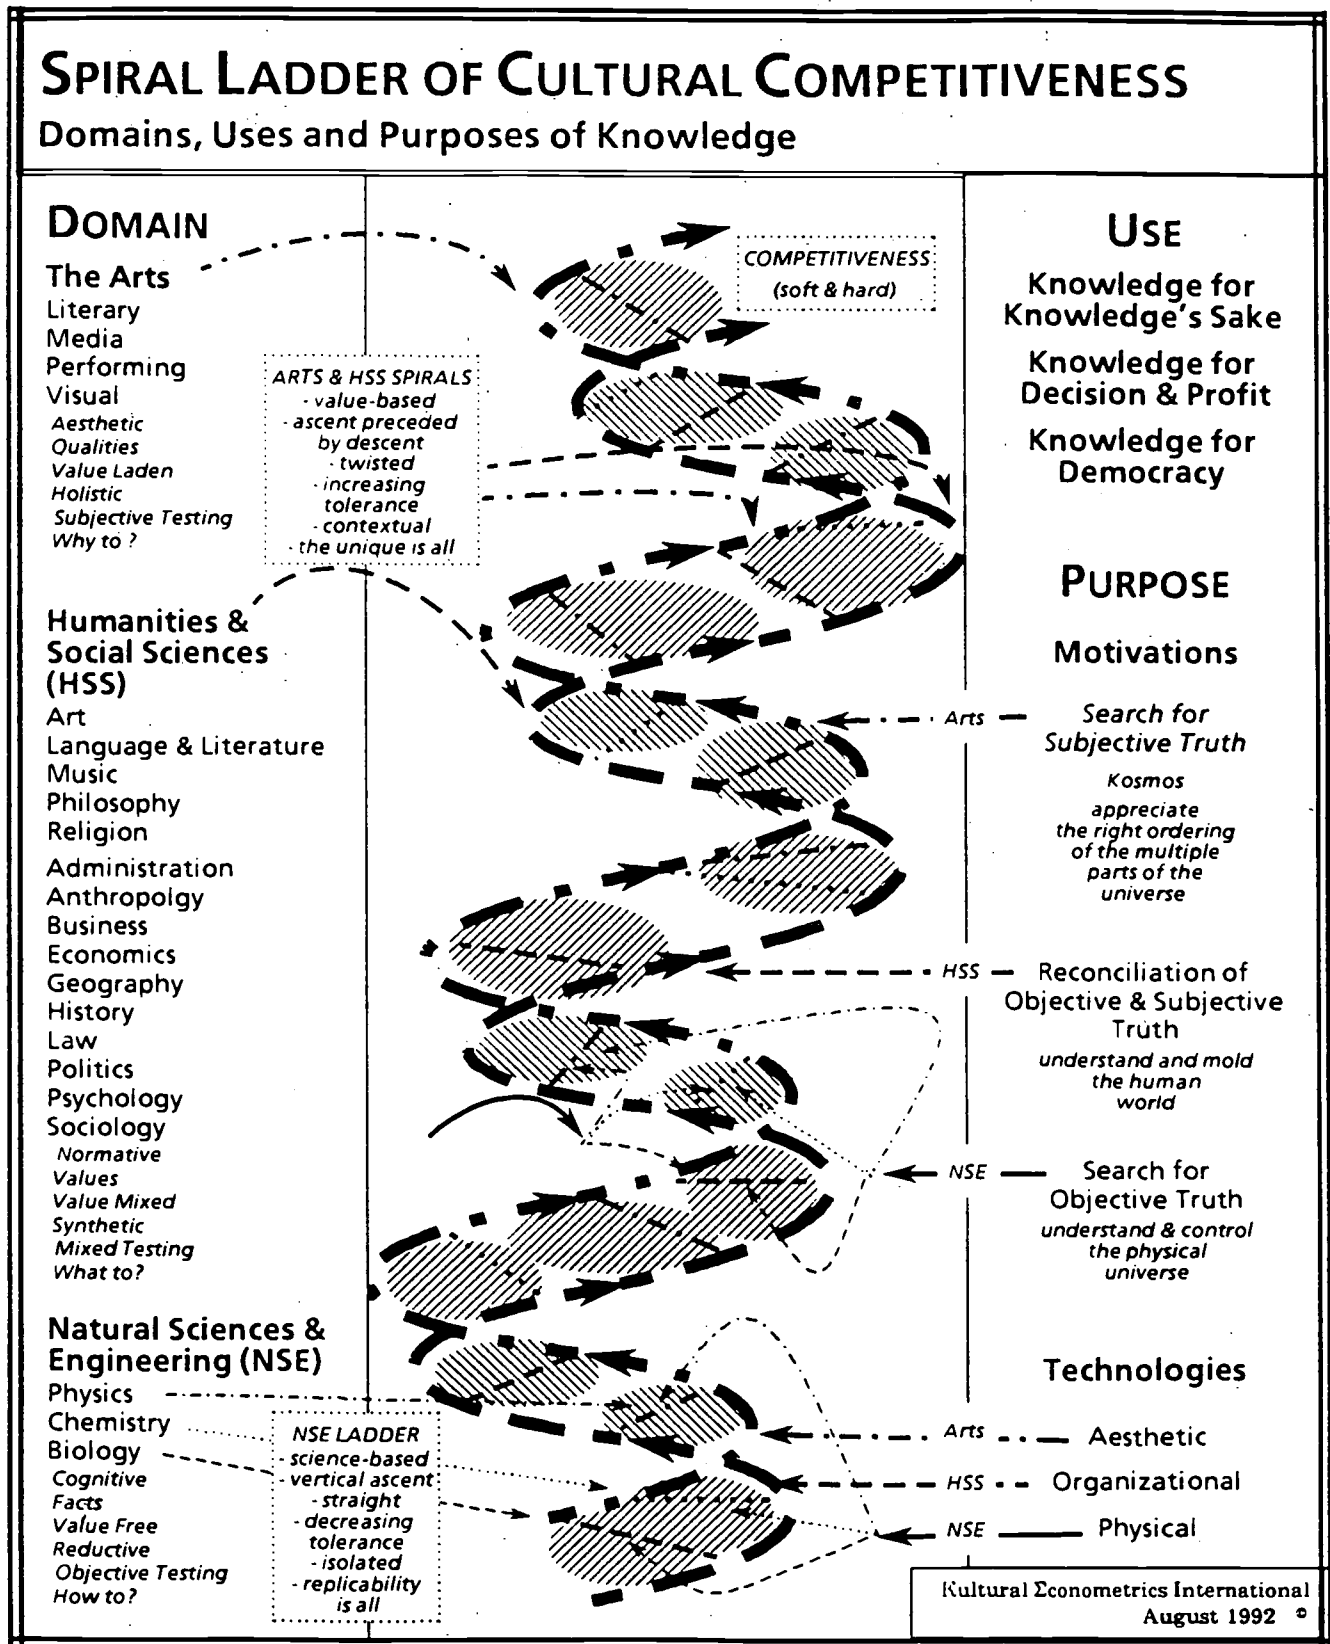 SPIRAL LADDER OF CULTURAL COMPETITIVENESS
Domains, Uses and Purposes of Knowledge
DOMAIN
The Arts
Literary
Media
Performing
Visual
Aesthetic
Qualities
Value Laden
Holistic
Subjective Testing
Why to ?
Humanities &
Social Sciences
(HSS)
Art
Language & Literature
Music
Philosophy
Religion
Administration
Anthropolgy
Business
Economics
Geography
History
Law
Politics
Psychology
Sociology
Normative
Values
Value Mixed
Synthetic
Mixed Testing
What to?
Natural Sciences &
Engineering (NSE)
Physics
Chemistry
Biology
Cognitive
Facts
Value Free
Reductive
Objective Testing
How to?
COMPETITIVENESS
(soft & hard)
ARTS & HSS SPIRALS
- value-based
- ascent preceded
by descent
- twisted
- increasing
tolerance
- contextual
- the unique is all
NSE LADDER
- science-based
- vertical ascent
- straight
- decreasing
tolerance
- isolated
- replicability
is all
USE
Knowledge for
Knowledge's Sake
Knowledge for
Decision & Profit
Knowledge for
Democracy
PURPOSE
Motivations
Arts
Search for
Subjective Truth
Kosmos
appreciate
the right ordering
of the multiple
parts of the
universe
HSS
Reconciliation of
Objective & Subjective
Truth
understand and mold
the human
world
NSE
Search for
Objective Truth
understand & control
the physical
universe
Technologies
Arts
Aesthetic
HSS
Organizational
NSE
Physical
Kultural Σconometrics International
August 1992 ©